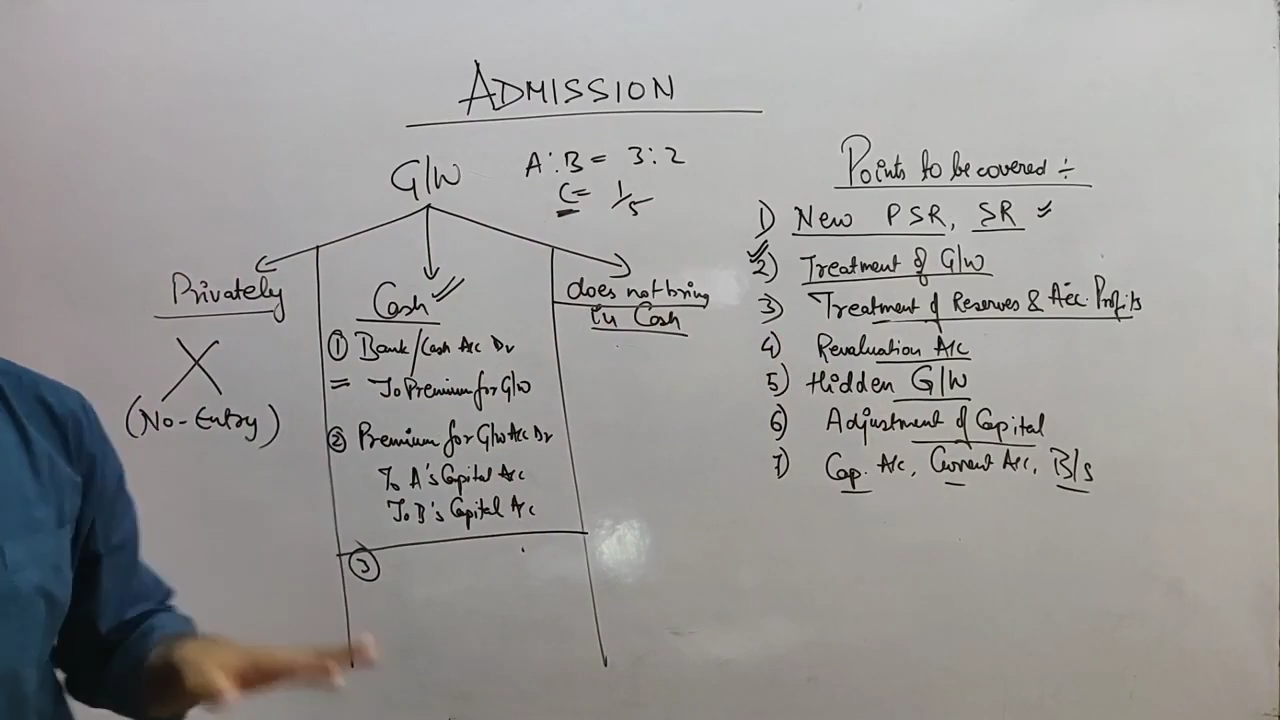 ADMISSION
G/W
A:B = 3:2
C = 1/5
Privately
(No-Entry)
Cash
① Bank/Cash A/c Dr
= To Premium for G/W
② Premium for G/W A/c Dr
To A's Capital A/c
To B's Capital A/c
③
does not bring
in Cash
Points to be covered ÷
1) New PSR, SR
2) Treatment of G/W
3) Treatment of Reserves & Acc. Profits
4) Revaluation A/c
5) Hidden G/W
6) Adjustment of Capital
7) Cap. A/c, Current A/c, B/s